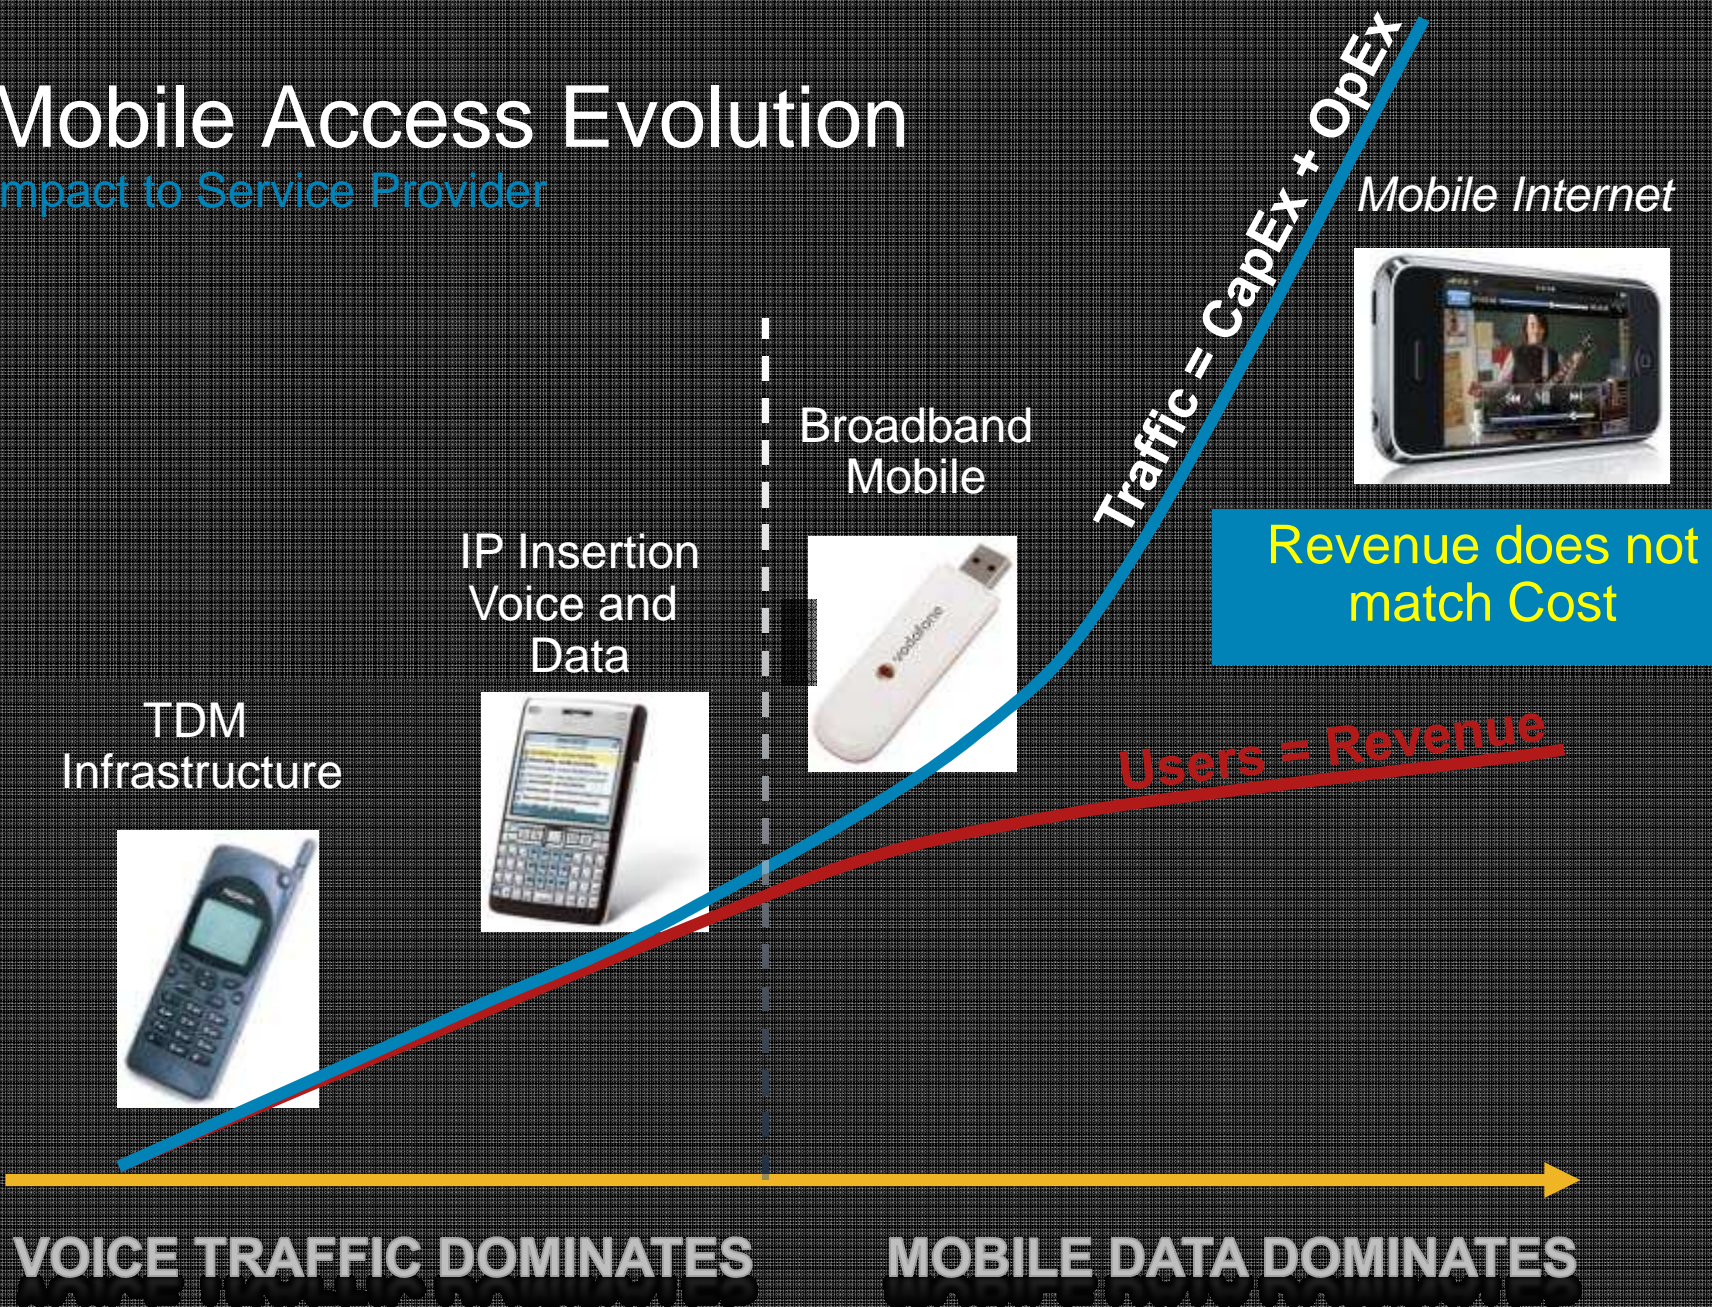 Mobile Access Evolution
mpact to Service Provider
Traffic = CapEx + OpEx
Mobile Internet
Broadband
Mobile
vodafone
Revenue does not
match Cost
IP Insertion
Voice and
Data
Users = Revenue
TDM
Infrastructure
VOICE TRAFFIC DOMINATES
MOBILE DATA DOMINATES